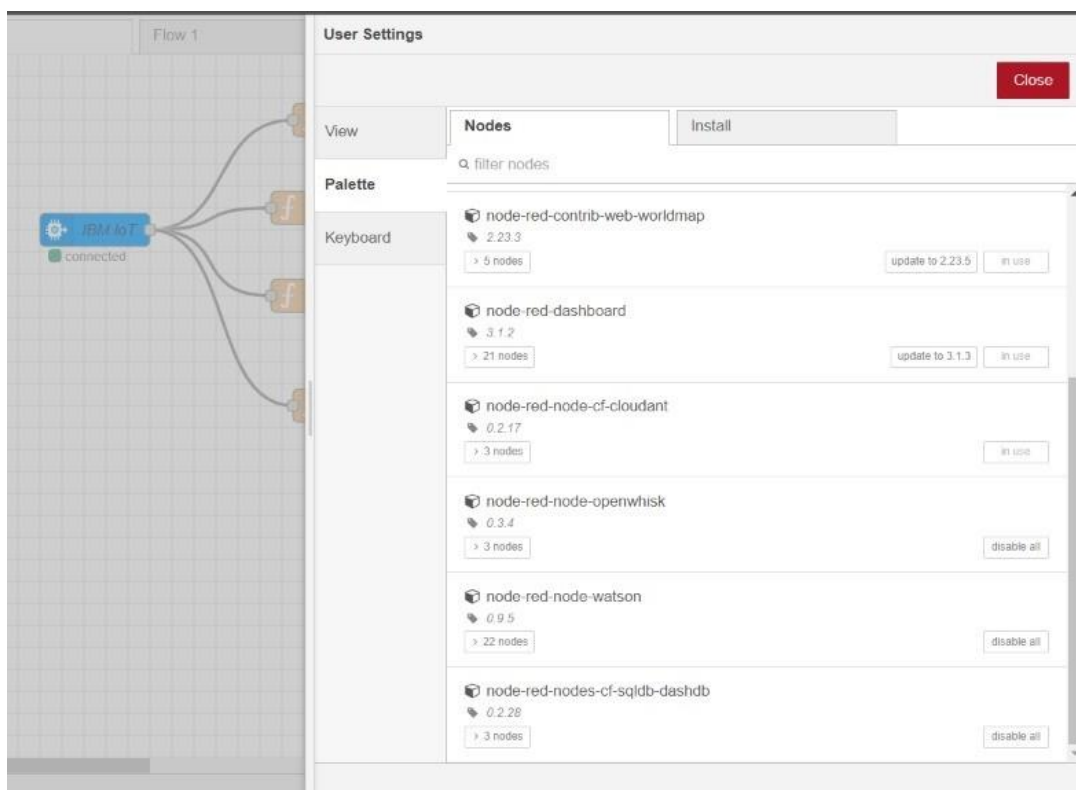 Flow 1
IBM IoT
connected
User Settings
Close
View
Palette
Keyboard
Nodes
Install
filter nodes
node-red-contrib-web-worldmap
2.23.3
> 5 nodes
update to 2.23.5
in use
node-red-dashboard
3.1.2
> 21 nodes
update to 3.1.3
in use
node-red-node-cf-cloudant
0.2.17
> 3 nodes
in use
node-red-node-openwhisk
0.3.4
> 3 nodes
disable all
node-red-node-watson
0.9.5
> 22 nodes
disable all
node-red-nodes-cf-sqldb-dashdb
0.2.28
> 3 nodes
disable all